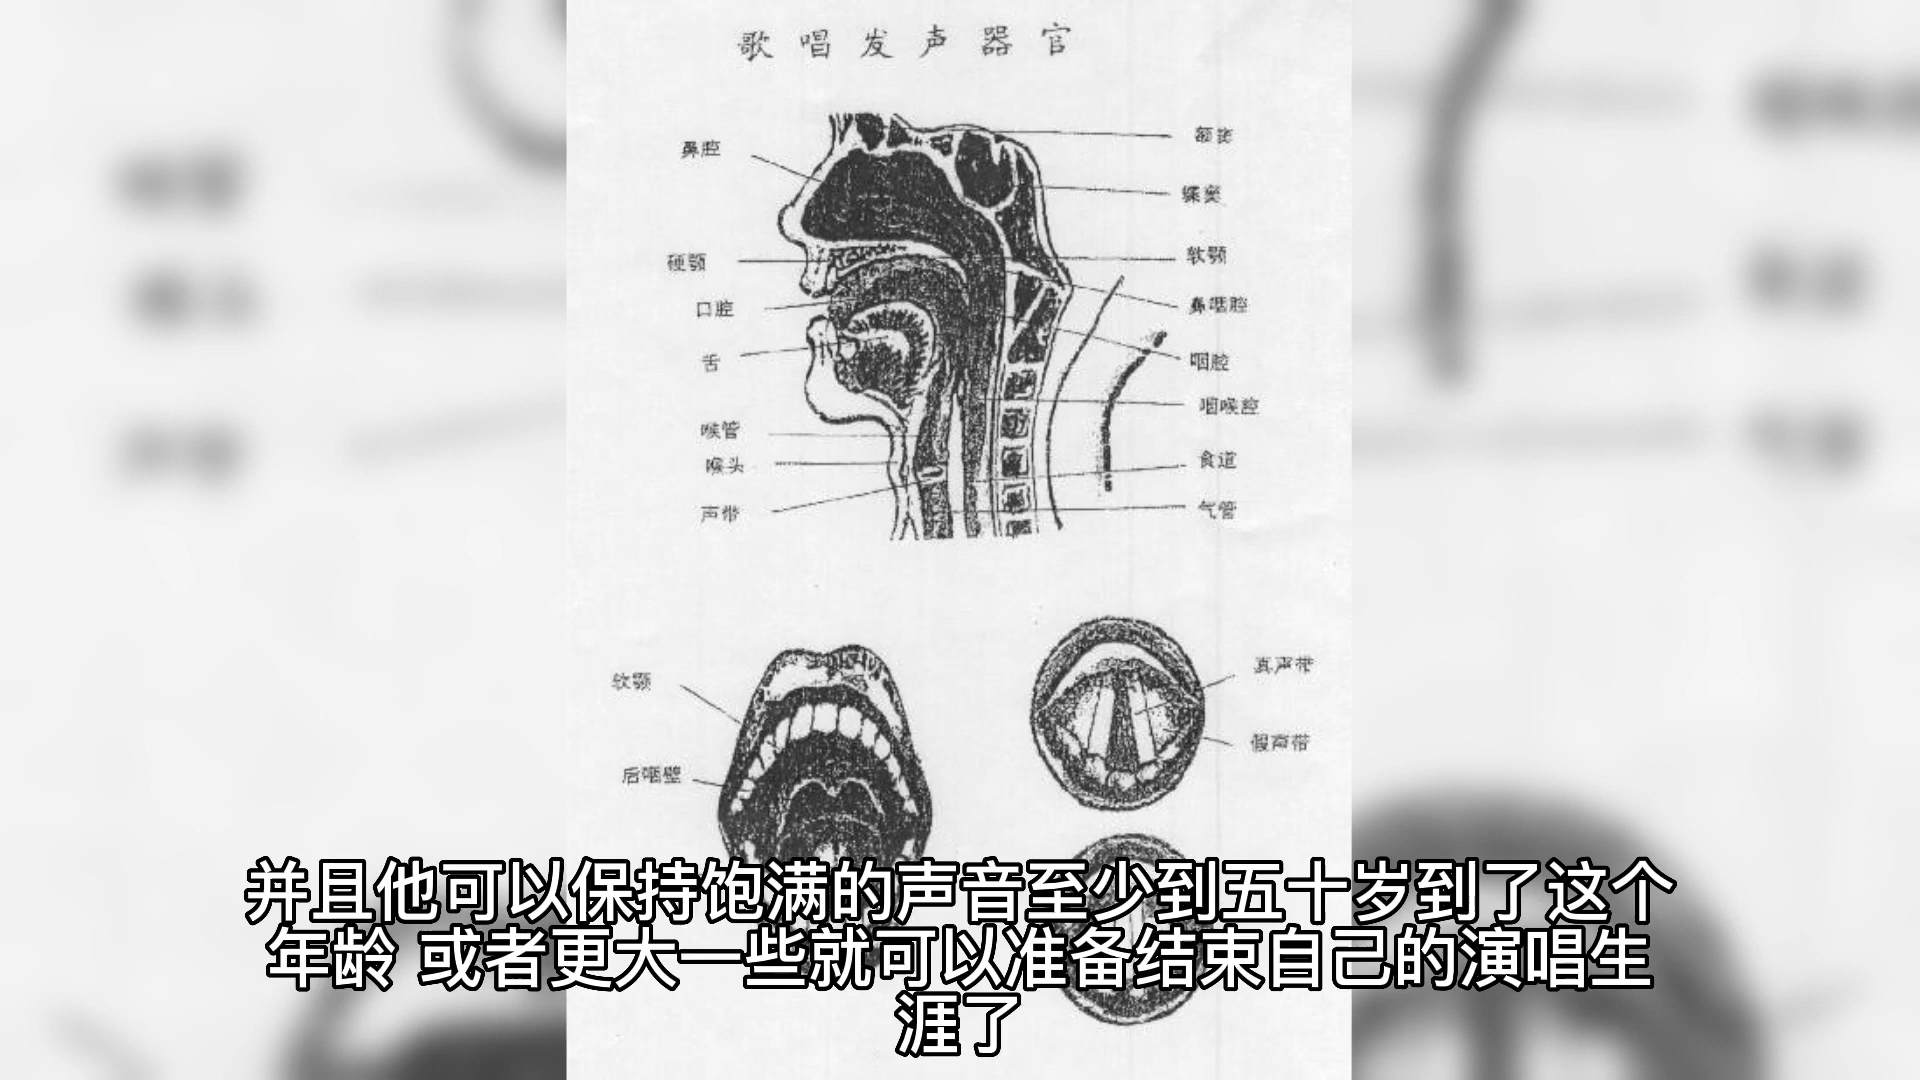 歌唱发声器官
鼻腔
额窦
蝶窦
硬颚
软颚
口腔
鼻咽腔
舌
咽腔
咽喉腔
喉管
喉头
食道
声带
气管
软颚
真声带
假声带
后咽壁
并且他可以保持饱满的声音至少到五十岁到了这个
年龄 或者更大一些就可以准备结束自己的演唱生
涯了